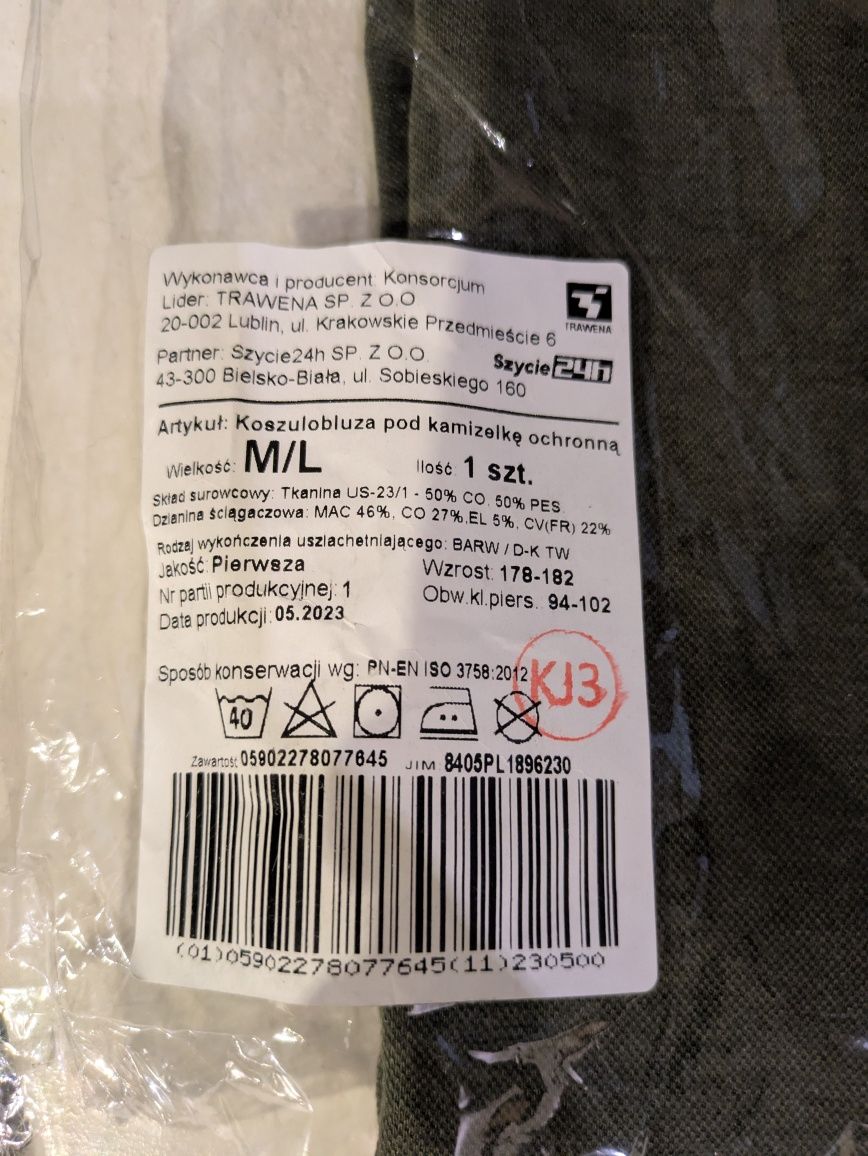 Wykonawca i producent: Konsorcjum
Lider: TRAWENA SP. Z O.O
20-002 Lublin, ul. Krakowskie Przedmieście 6
TRAWENA
Partner: Szycie24h SP. Z O.O.
43-300 Bielsko-Biała, ul. Sobieskiego 160
Szycie 24h
Artykuł: Koszulobluza pod kamizelkę ochronną
Wielkość: M/L Ilość: 1 szt.
Skład surowcowy: Tkanina US-23/1 - 50% CO, 50% PES.
Dzianina ściągaczowa: MAC 46%, CO 27%,EL 5%, CV(FR) 22%
Rodzaj wykończenia uszlachetniającego: BARW / D-K TW
Jakość: Pierwsza Wzrost: 178-182
Nr partii produkcyjnej: 1 Obw.kl.piers.: 94-102
Data produkcji: 05.2023
Sposób konserwacji wg: PN-EN ISO 3758:2012
KJ3
40
Zawartość 05902278077645 JIM 8405PL1896230
(01)05902278077645(11)230500